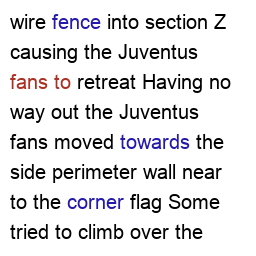 wire fence into section Z
causing the Juventus
fans to retreat Having no
way out the Juventus
fans moved towards the
side perimeter wall near
to the corner flag Some
tried to climb over the